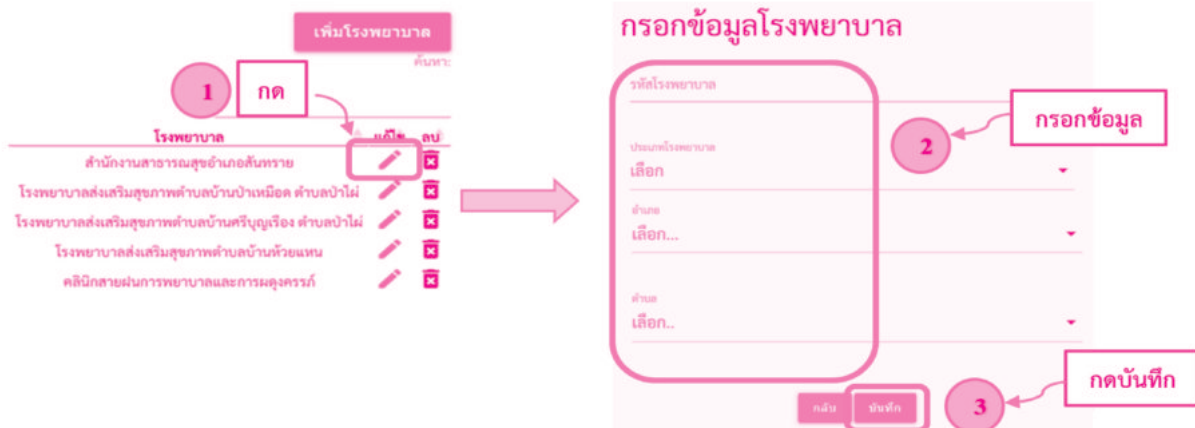 เพิ่มโรงพยาบาล
ค้นหา:
1 กด
โรงพยาบาล แก้ไข ลบ
สำนักงานสาธารณสุขอำเภอสันทราย
โรงพยาบาลส่งเสริมสุขภาพตำบลบ้านป่าเหมือด ตำบลป่าไผ่
โรงพยาบาลส่งเสริมสุขภาพตำบลบ้านศรีบุญเรือง ตำบลป่าไผ่
โรงพยาบาลส่งเสริมสุขภาพตำบลบ้านห้วยแหน
คลินิกสายฝนการพยาบาลและการผดุงครรภ์
กรอกข้อมูลโรงพยาบาล
รหัสโรงพยาบาล
2 กรอกข้อมูล
ประเภทโรงพยาบาล
เลือก
อำเภอ
เลือก...
ตำบล
เลือก..
กลับ บันทึก
3 กดบันทึก